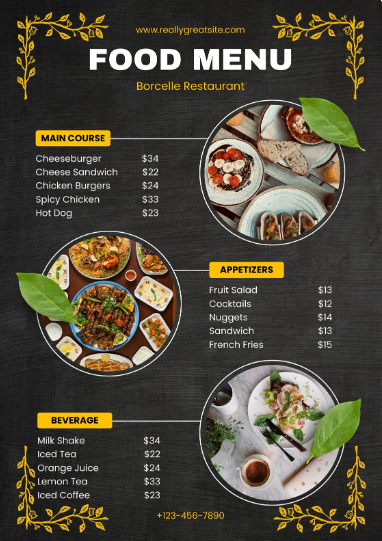 www.reallygreatsite.com
FOOD MENU
Borcelle Restaurant
MAIN COURSE
Cheeseburger $34
Cheese Sandwich $22
Chicken Burgers $24
Spicy Chicken $33
Hot Dog $23
APPETIZERS
Fruit Salad $13
Cocktails $12
Nuggets $14
Sandwich $13
French Fries $15
BEVERAGE
Milk Shake $34
Iced Tea $22
Orange Juice $24
Lemon Tea $33
Iced Coffee $23
+123-456-7890